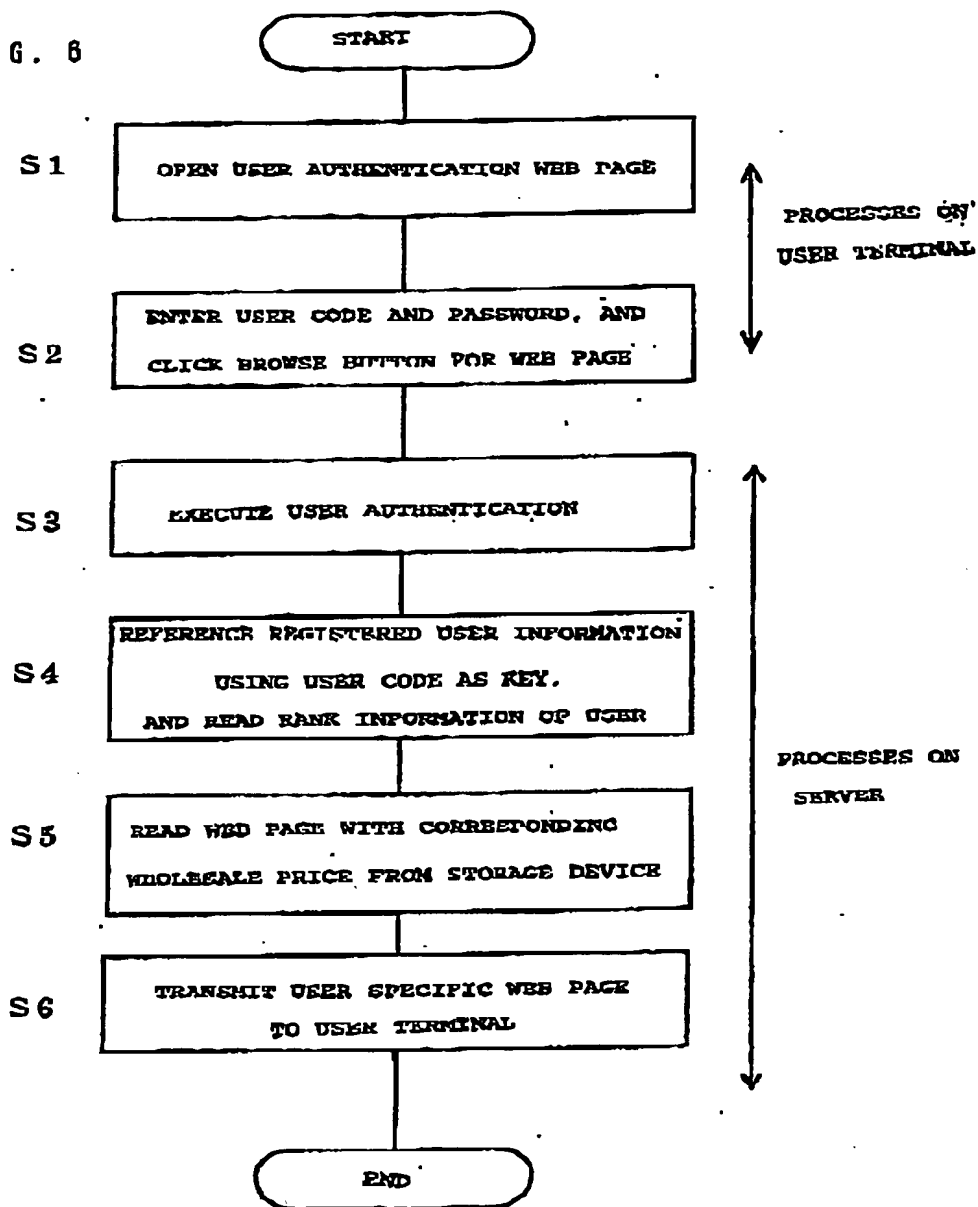 G. 6
START
S1
OPEN USER AUTHENTICATION WEB PAGE
PROCESSES ON
USER TERMINAL
S2
ENTER USER CODE AND PASSWORD, AND
CLICK BROWSE BUTTON FOR WEB PAGE
S3
EXECUTE USER AUTHENTICATION
S4
REFERENCE REGISTERED USER INFORMATION
USING USER CODE AS KEY,
AND READ RANK INFORMATION OF USER
PROCESSES ON
SERVER
S5
READ WEB PAGE WITH CORRESPONDING
WHOLESALE PRICE FROM STORAGE DEVICE
S6
TRANSMIT USER SPECIFIC WEB PAGE
TO USER TERMINAL
END